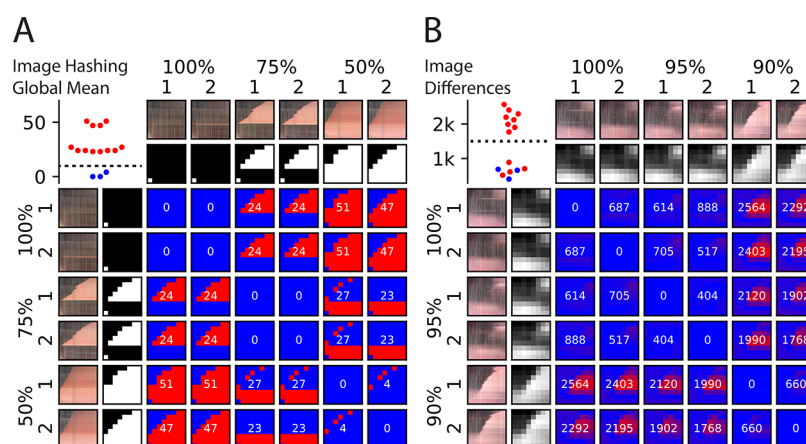 A
Image Hashing
Global Mean
100% 75% 50%
1 2 1 2 1 2
50
0
100%
1 0 0 24 24 51 47
2 0 0 24 24 51 47
75%
1 24 24 0 0 27 23
2 24 24 0 0 27 23
50%
1 51 51 27 27 0 4
2 47 47 23 23 4 0
B
Image
Differences
100% 95% 90%
1 2 1 2 1 2
2k
1k
100%
1 0 687 614 888 2564 2292
2 687 0 705 517 2403 2195
95%
1 614 705 0 404 2120 1902
2 888 517 404 0 1990 1768
90%
1 2564 2403 2120 1990 0 660
2 2292 2195 1902 1768 660 0